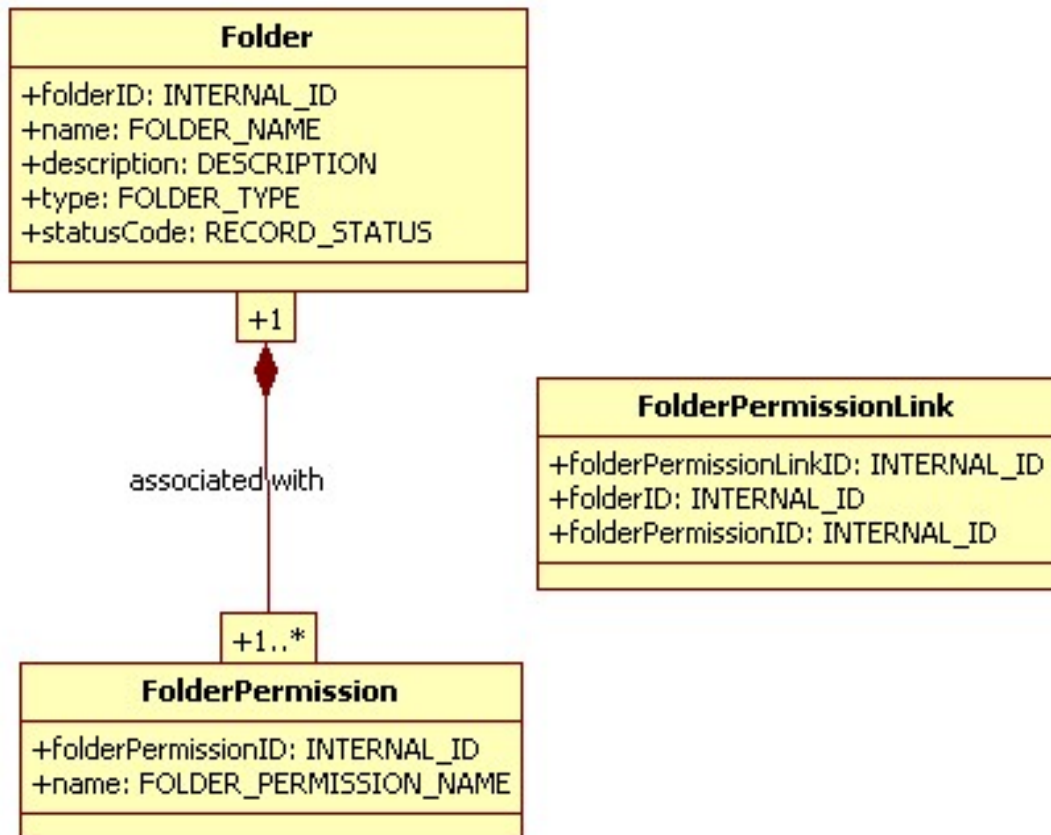 Folder
+folderID: INTERNAL_ID
+name: FOLDER_NAME
+description: DESCRIPTION
+type: FOLDER_TYPE
+statusCode: RECORD_STATUS
+1
associated with
FolderPermissionLink
+folderPermissionLinkID: INTERNAL_ID
+folderID: INTERNAL_ID
+folderPermissionID: INTERNAL_ID
+1..*
FolderPermission
+folderPermissionID: INTERNAL_ID
+name: FOLDER_PERMISSION_NAME